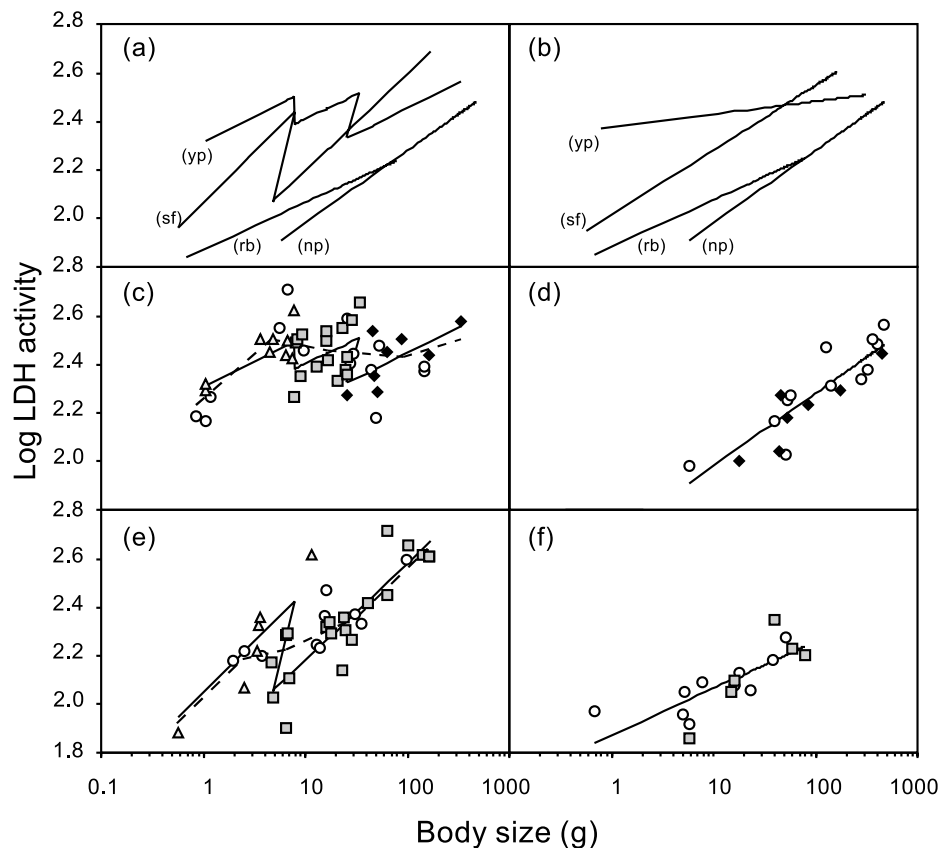 2.8
(a)
(b)
2.6
2.4
(yp)
(yp)
2.2
(sf)
(sf)
2.0
(rb)
(np)
(rb)
(np)
2.8
(c)
(d)
2.6
2.4
2.2
2.0
2.8
(e)
(f)
2.6
2.4
2.2
2.0
1.8
0.1
1
10
100
1000
1
10
100
1000
Log LDH activity
Body size (g)